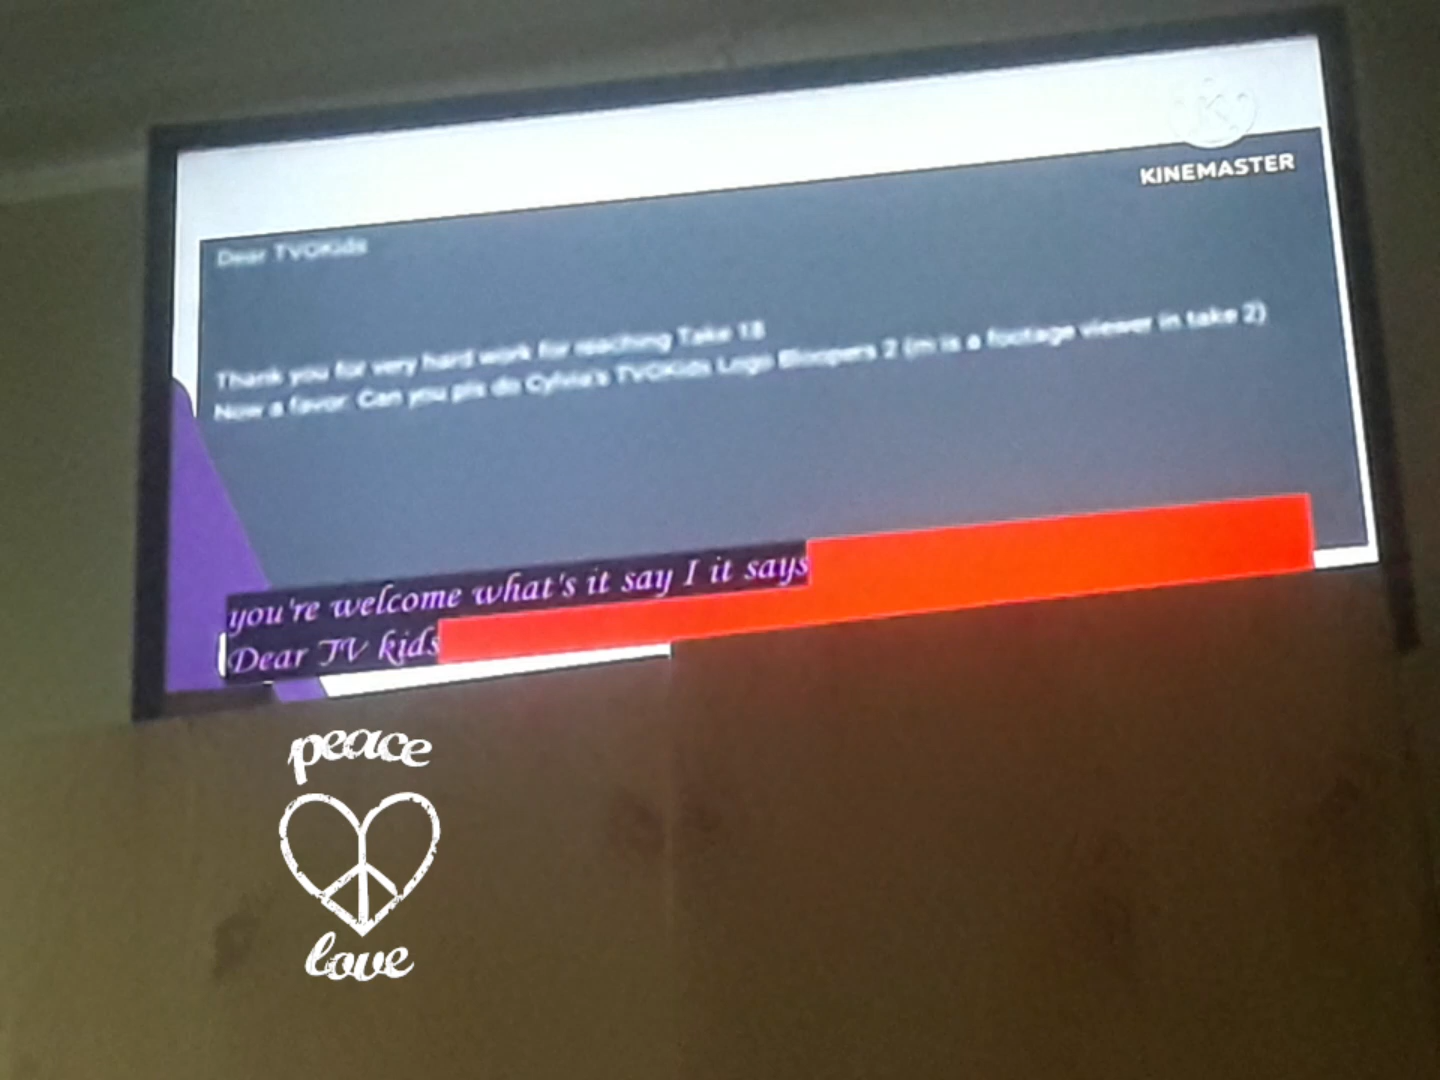 KINEMASTER
Dear TVOKids
Thank you for very hard work for reaching Take 18
Now a favor. Can you pls do Cylvia's TVOKids Logo Bloopers 2 (m is a footage viewer in take 2)
you're welcome what's it say I it says
Dear TV kids
peace
love